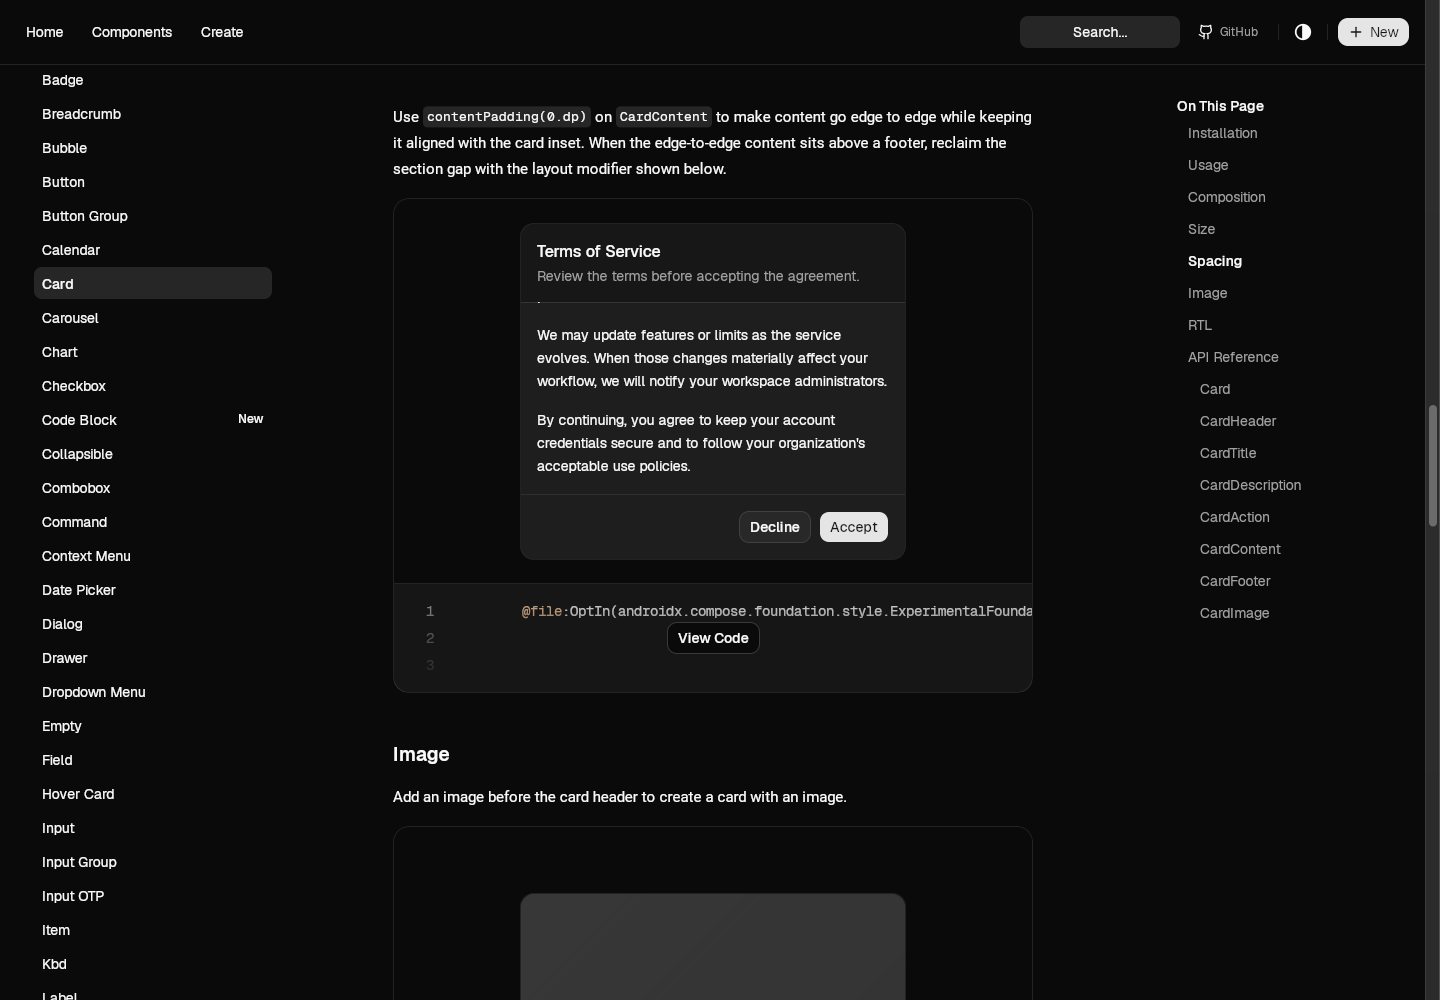 Home
Components
Create
Search...
GitHub
New
Badge
Breadcrumb
Bubble
Button
Button Group
Calendar
Card
Carousel
Chart
Checkbox
Code Block New
Collapsible
Combobox
Command
Context Menu
Date Picker
Dialog
Drawer
Dropdown Menu
Empty
Field
Hover Card
Input
Input Group
Input OTP
Item
Kbd
Label
Use contentPadding(0.dp) on CardContent to make content go edge to edge while keeping
it aligned with the card inset. When the edge-to-edge content sits above a footer, reclaim the
section gap with the layout modifier shown below.
Terms of Service
Review the terms before accepting the agreement.
We may update features or limits as the service
evolves. When those changes materially affect your
workflow, we will notify your workspace administrators.
By continuing, you agree to keep your account
credentials secure and to follow your organization's
acceptable use policies.
Decline
Accept
1 @file:OptIn(androidx.compose.foundation.style.ExperimentalFounda
2
View Code
3
Image
Add an image before the card header to create a card with an image.
On This Page
Installation
Usage
Composition
Size
Spacing
Image
RTL
API Reference
Card
CardHeader
CardTitle
CardDescription
CardAction
CardContent
CardFooter
CardImage